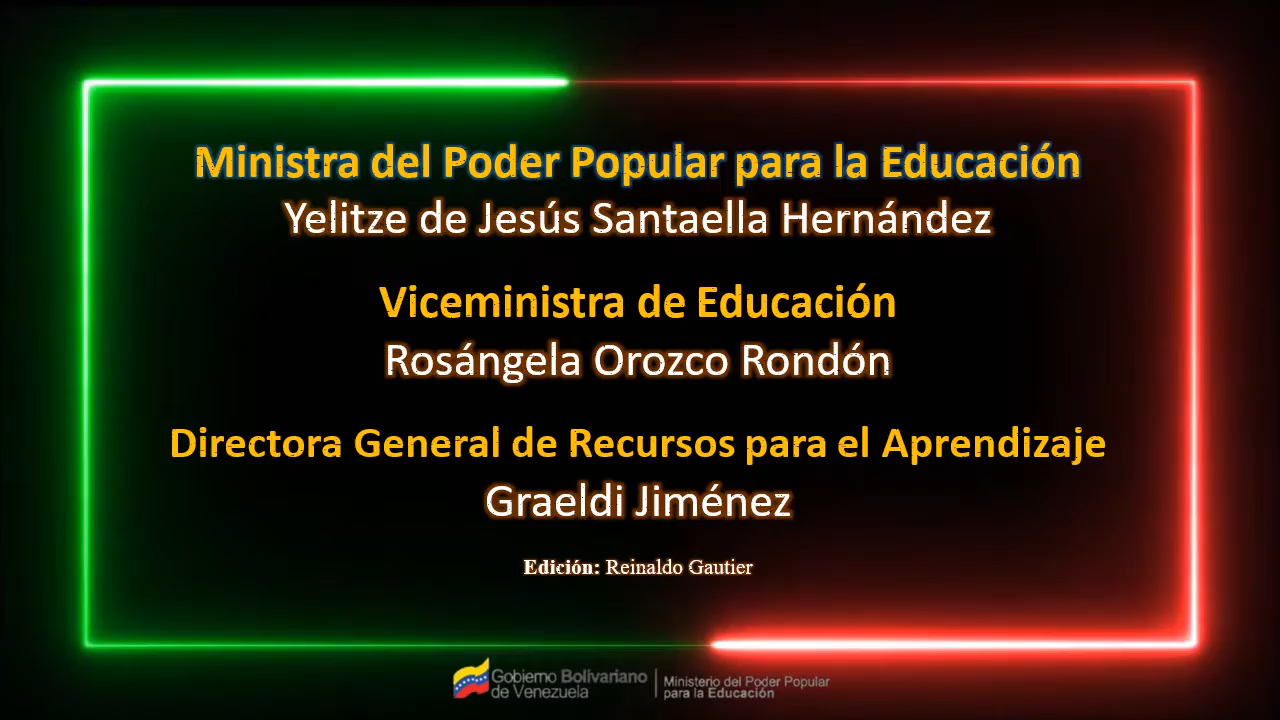 Ministra del Poder Popular para la Educación
Yelitze de Jesús Santaella Hernández
Viceministra de Educación
Rosángela Orozco Rondón
Directora General de Recursos para el Aprendizaje
Graeldi Jiménez
Edición: Reinaldo Gautier
Gobierno Bolivariano
de Venezuela
Ministerio del Poder Popular
para la Educación